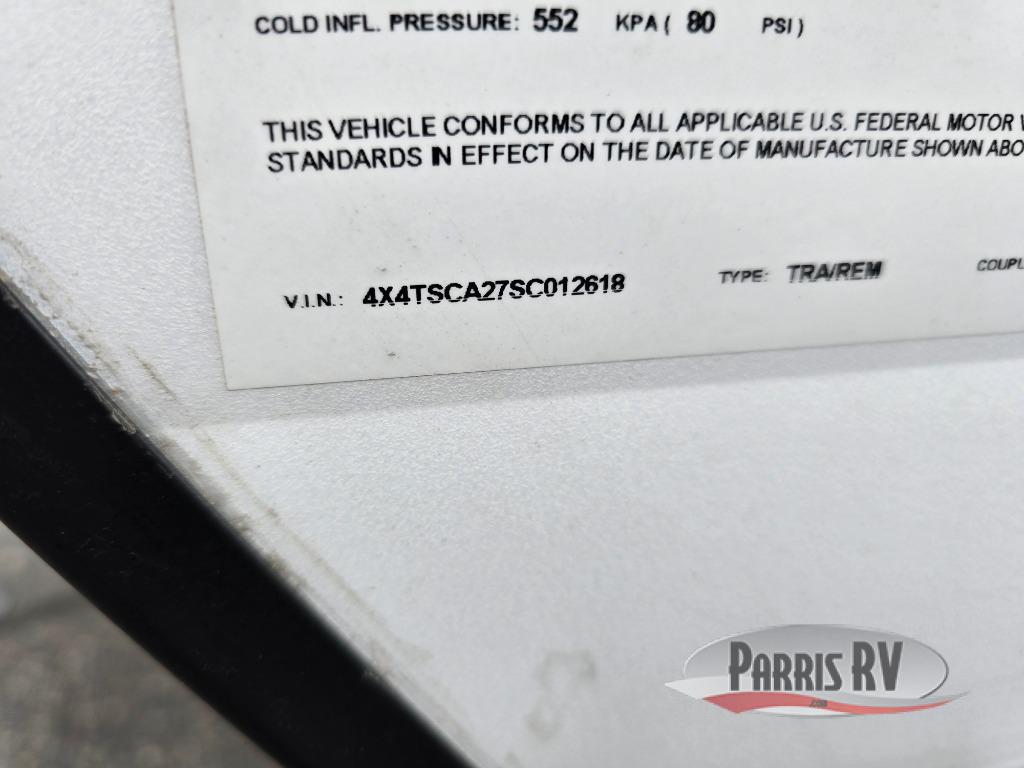 COLD INFL. PRESSURE: 552 KPA ( 80 PSI )
THIS VEHICLE CONFORMS TO ALL APPLICABLE U.S. FEDERAL MOTOR V
STANDARDS IN EFFECT ON THE DATE OF MANUFACTURE SHOWN ABO
V.I.N.: 4X4TSCA27SC012618 TYPE: TRA/REM COUPL
PARRIS RV
.com